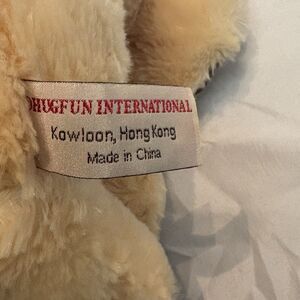 HUGFUN INTERNATIONAL
Kowloon, Hong Kong
Made in China